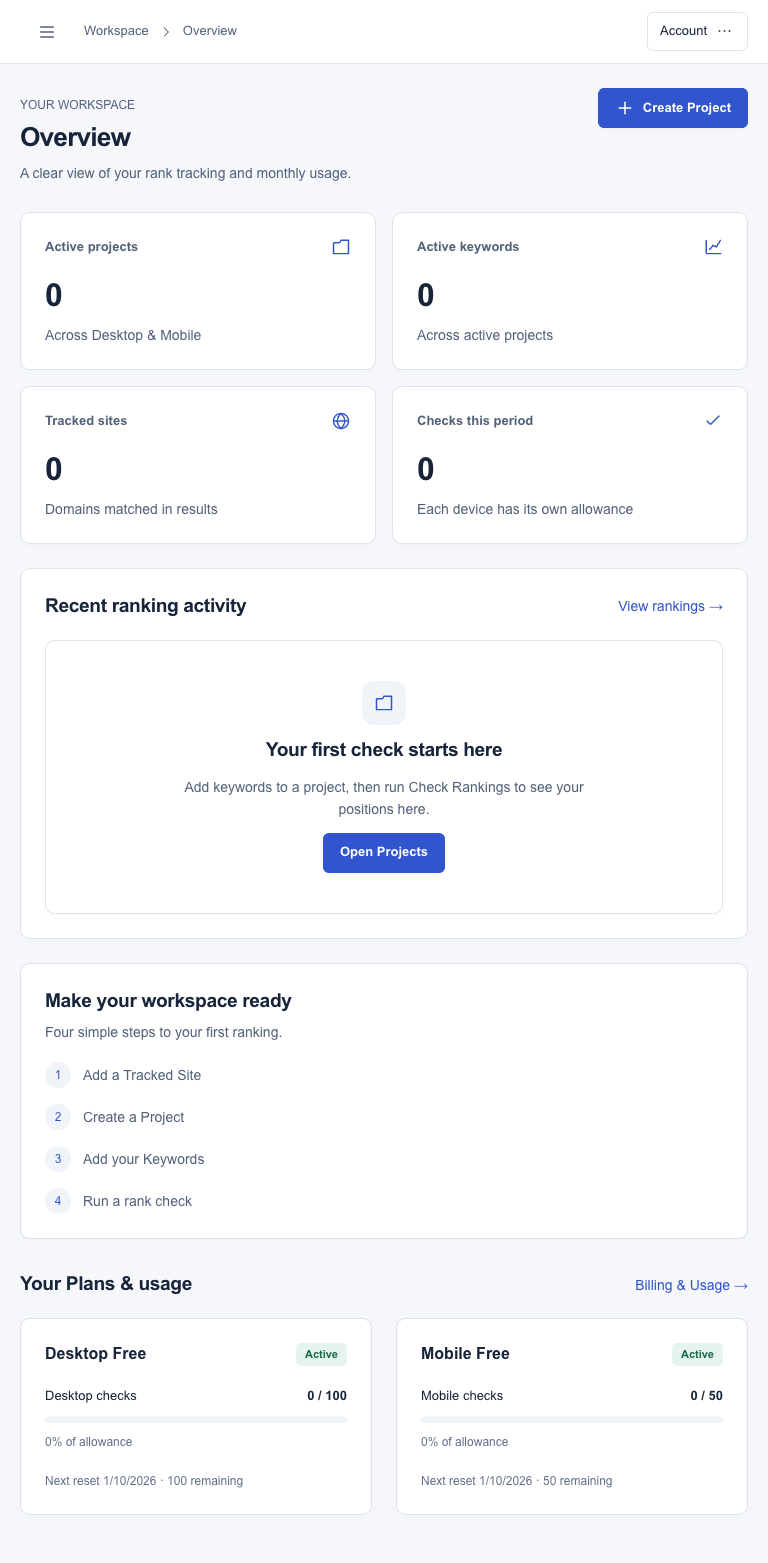 Workspace > Overview
Account ···
YOUR WORKSPACE
Create Project
Overview
A clear view of your rank tracking and monthly usage.
Active projects
0
Across Desktop & Mobile
Active keywords
0
Across active projects
Tracked sites
0
Domains matched in results
Checks this period
0
Each device has its own allowance
Recent ranking activity
View rankings →
Your first check starts here
Add keywords to a project, then run Check Rankings to see your
positions here.
Open Projects
Make your workspace ready
Four simple steps to your first ranking.
1 Add a Tracked Site
2 Create a Project
3 Add your Keywords
4 Run a rank check
Your Plans & usage
Billing & Usage →
Desktop Free
Active
Desktop checks
0 / 100
0% of allowance
Next reset 1/10/2026 · 100 remaining
Mobile Free
Active
Mobile checks
0 / 50
0% of allowance
Next reset 1/10/2026 · 50 remaining